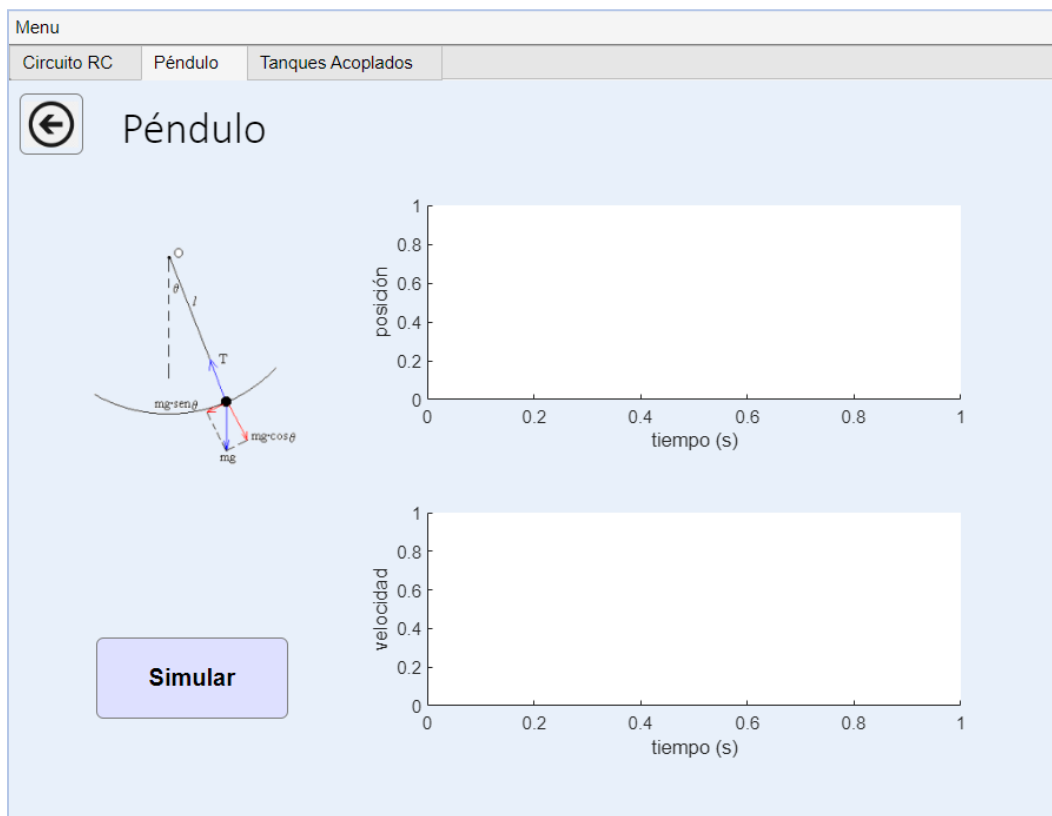 Menu
Circuito RC Péndulo Tanques Acoplados
Péndulo
O
θ
l
T
mg·senθ
mg·cosθ
mg
1
0.8
0.6
0.4
0.2
0
posición
0 0.2 0.4 0.6 0.8 1
tiempo (s)
1
0.8
0.6
0.4
0.2
0
velocidad
0 0.2 0.4 0.6 0.8 1
tiempo (s)
Simular